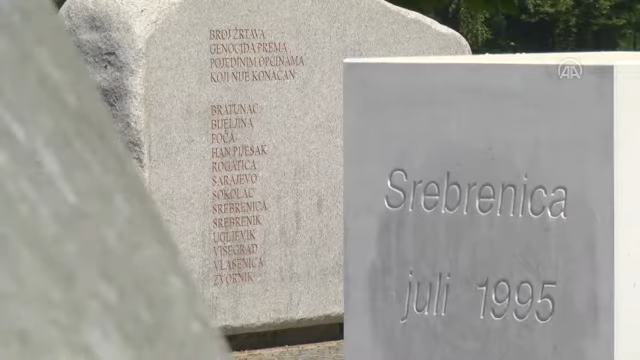 BROJ ŽRTAVA
GENOCIDA PREMA
POJEDINIM OPĆINAMA
KOJI NIJE KONAČAN
BRATUNAC
BIJELJINA
FOČA
HAN PIJESAK
ROGATICA
SARAJEVO
SOKOLAC
SREBRENICA
SREBRENIK
UGLJEVIK
VIŠEGRAD
VLASENICA
ZVORNIK
Srebrenica
juli 1995
AA